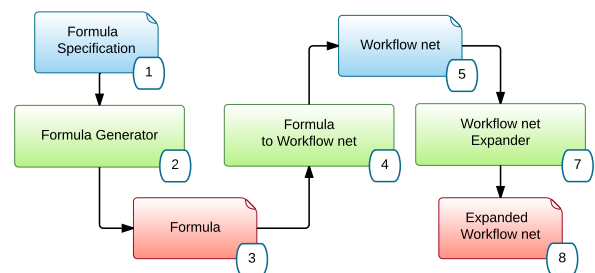 Formula
Specification
1
Formula Generator
2
Formula
3
Formula
to Workflow net
4
Workflow net
5
Workflow net
Expander
7
Expanded
Workflow net
8